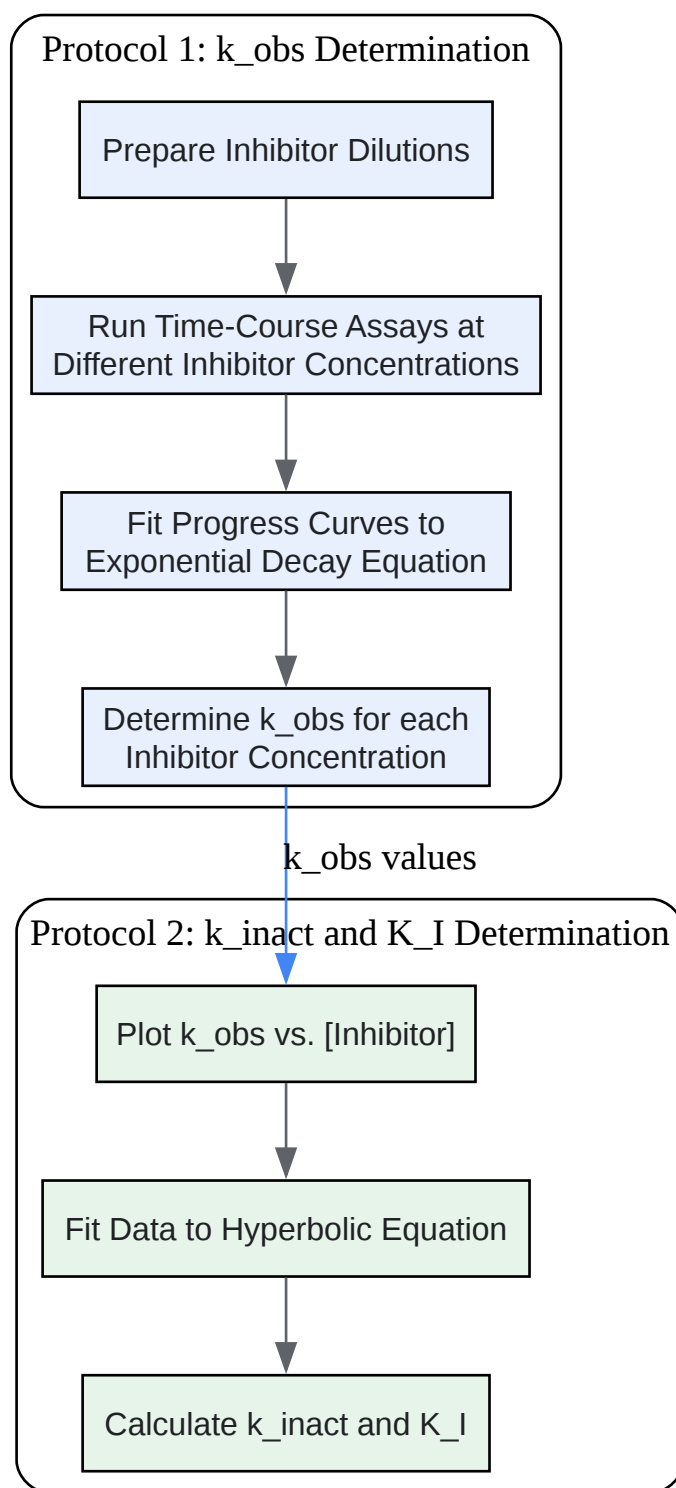 Protocol 1: k_obs Determination
Prepare Inhibitor Dilutions
Run Time-Course Assays at
Different Inhibitor Concentrations
Fit Progress Curves to
Exponential Decay Equation
Determine k_obs for each
Inhibitor Concentration
k_obs values
Protocol 2: k_inact and K_I Determination
Plot k_obs vs. [Inhibitor]
Fit Data to Hyperbolic Equation
Calculate k_inact and K_I